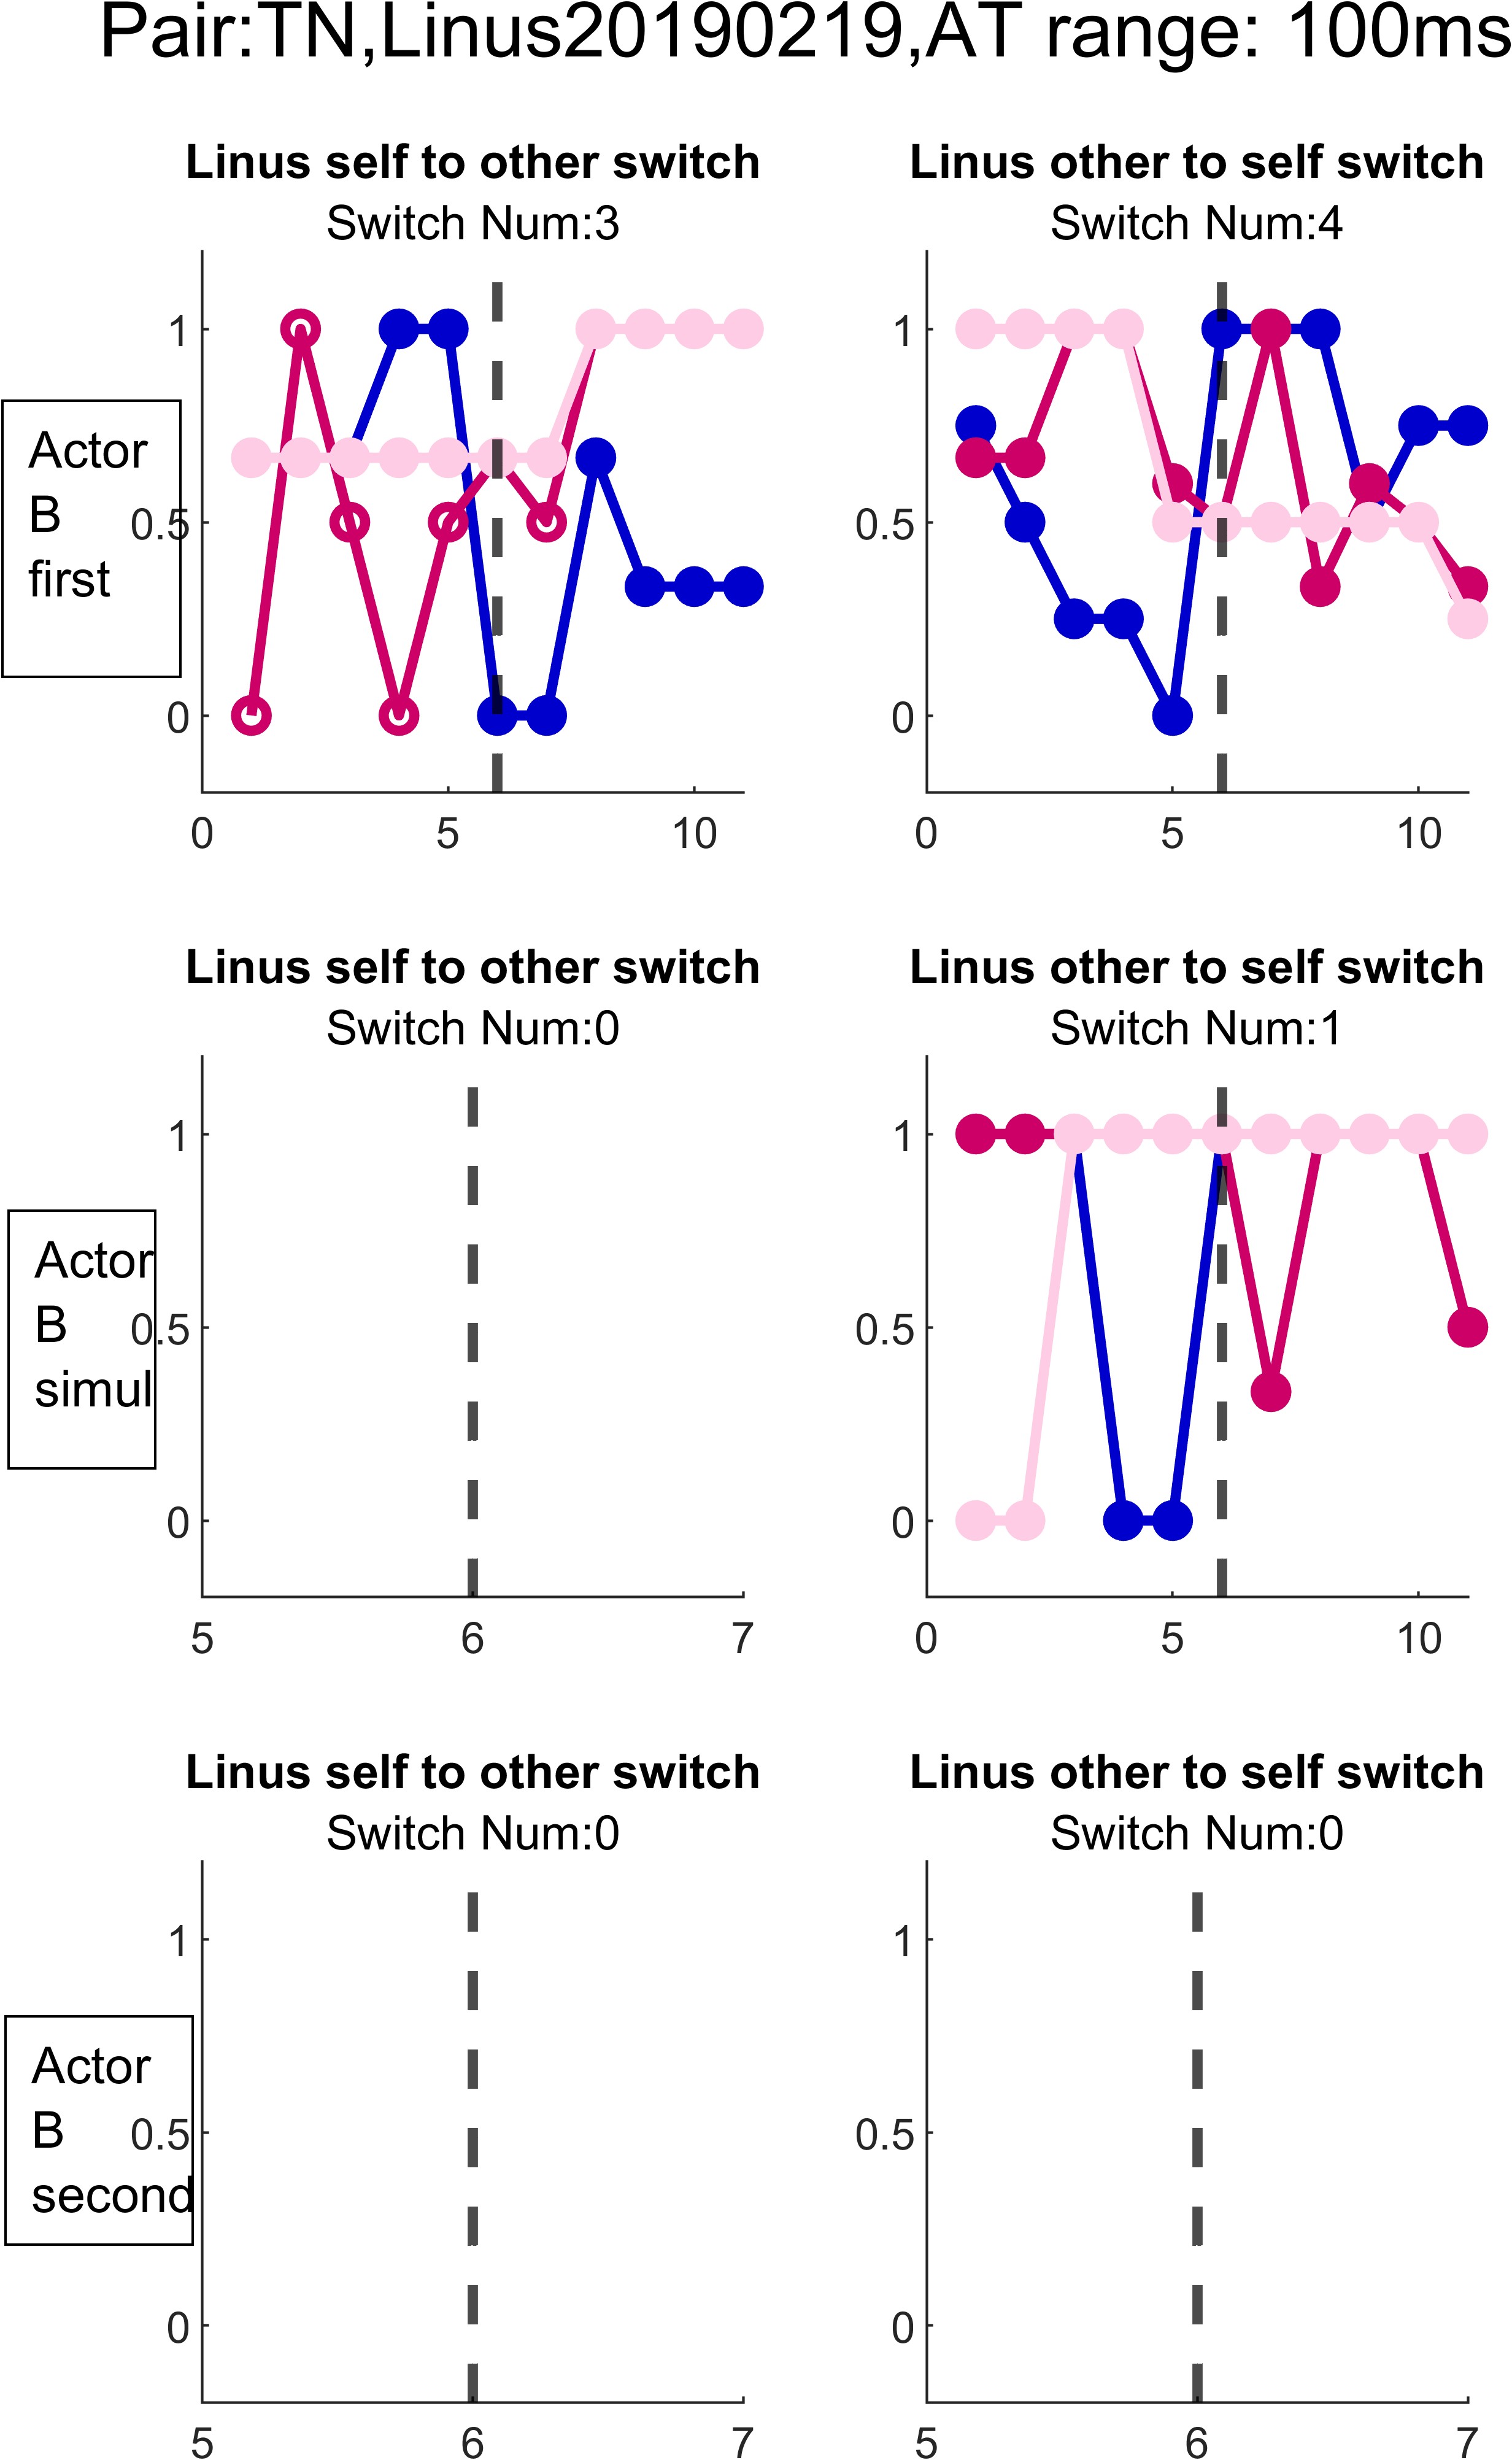 Pair:TN,Linus20190219,AT range: 100ms
Linus self to other switch
Switch Num:3
Linus other to self switch
Switch Num:4
Actor
B
first
1
0.5
0
0
5
10
1
0.5
0
0
5
10
Linus self to other switch
Switch Num:0
Linus other to self switch
Switch Num:1
Actor
B
simul
1
0.5
0
5
6
7
1
0.5
0
0
5
10
Linus self to other switch
Switch Num:0
Linus other to self switch
Switch Num:0
Actor
B
second
1
0.5
0
5
6
7
1
0.5
0
5
6
7